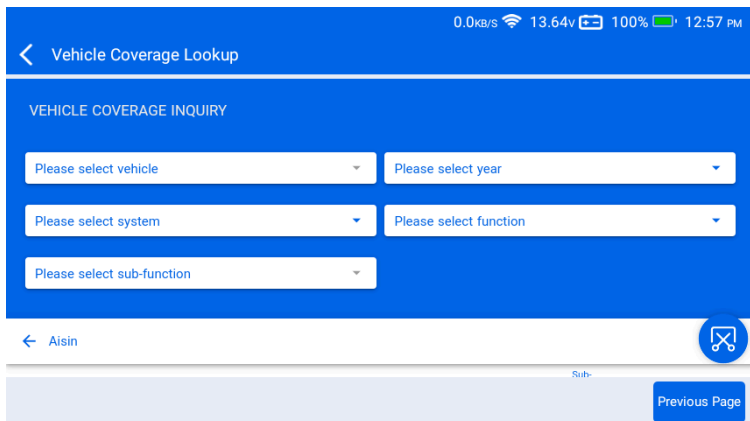 0.0KB/S 13.64V 100% 12:57 PM
Vehicle Coverage Lookup
VEHICLE COVERAGE INQUIRY
Please select vehicle
Please select year
Please select system
Please select function
Please select sub-function
Aisin
Sub-
Previous Page